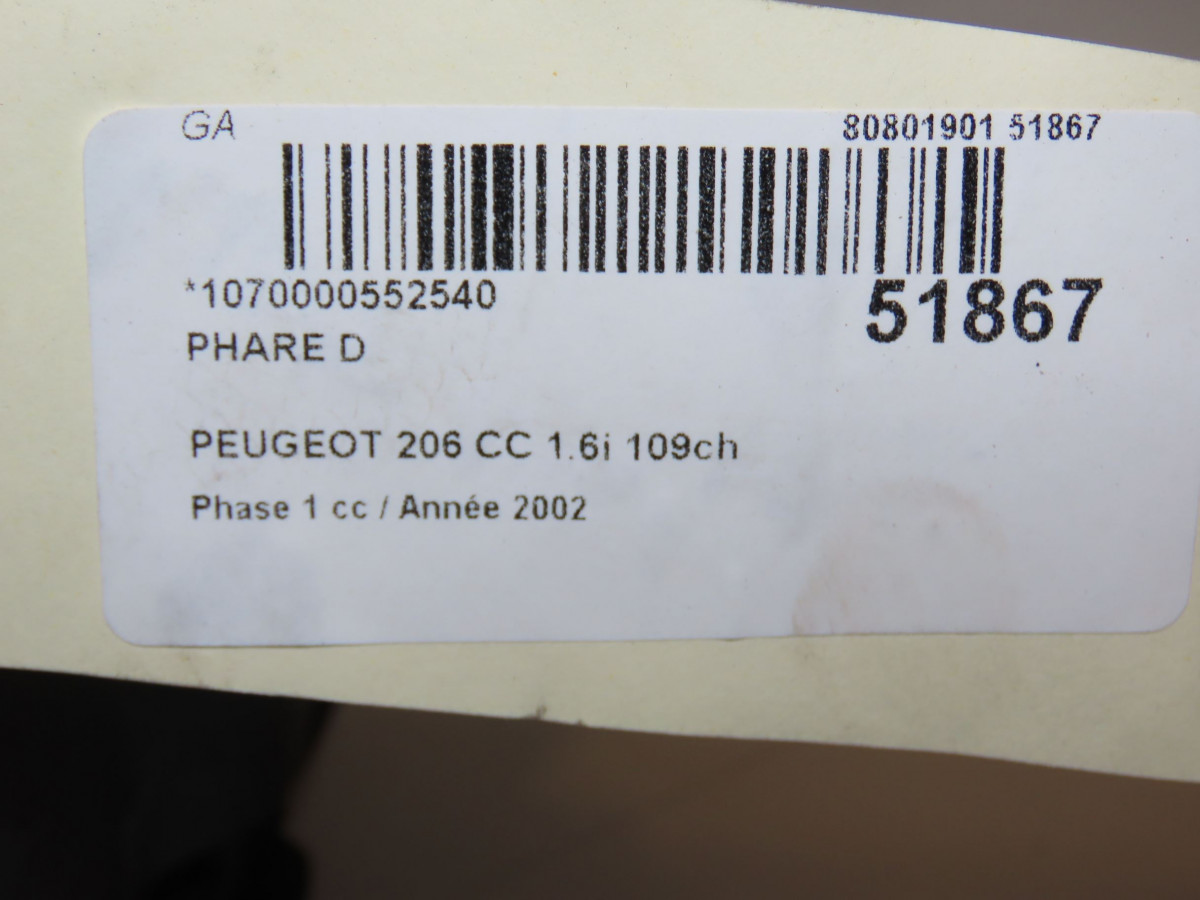 GA 80801901 51867
*1070000552540
51867
PHARE D
PEUGEOT 206 CC 1.6i 109ch
Phase 1 cc / Année 2002